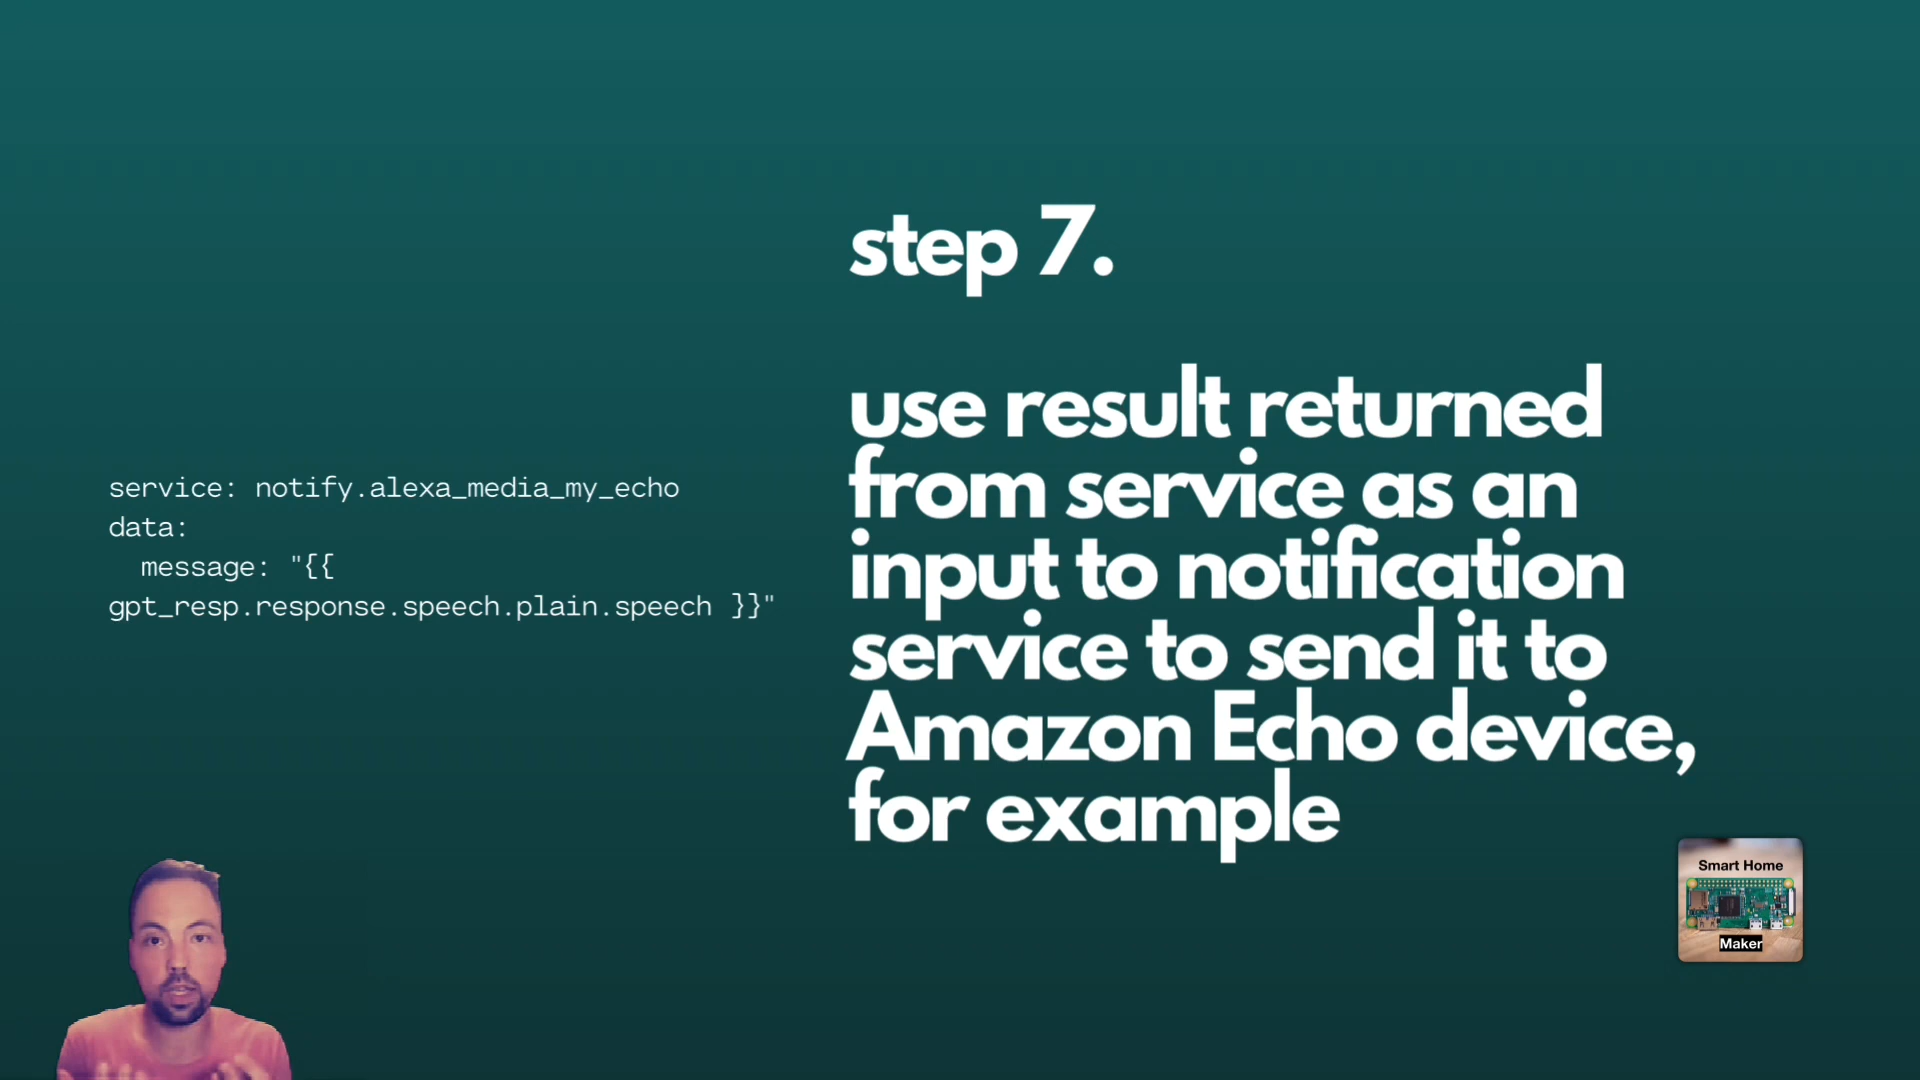 service: notify.alexa_media_my_echo
data:
message: "{{
gpt_resp.response.speech.plain.speech }}"
step 7.
use result returned
from service as an
input to notification
service to send it to
Amazon Echo device,
for example
Smart Home
Maker